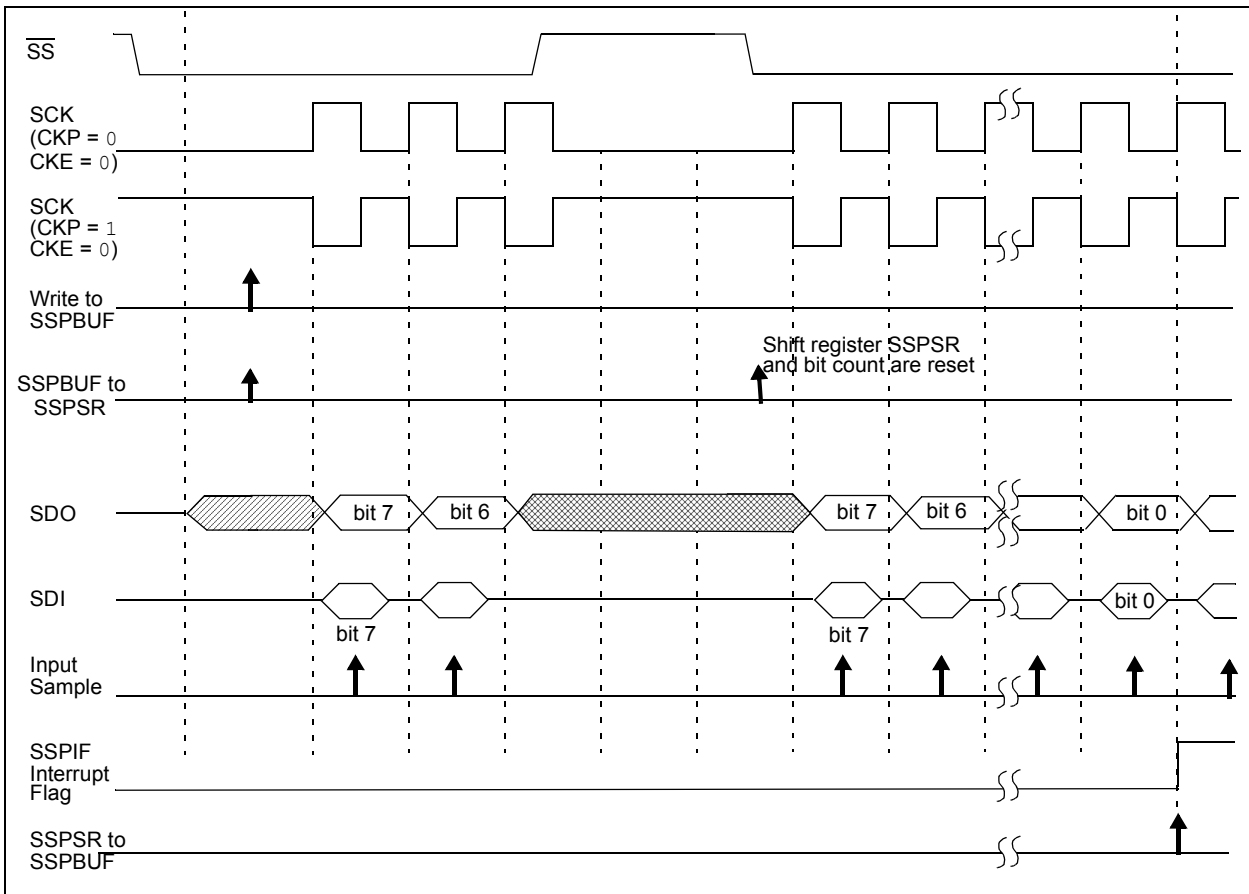 SS
SCK
(CKP = 0
CKE = 0)
SCK
(CKP = 1
CKE = 0)
Write to
SSPBUF
Shift register SSPSR
and bit count are reset
SSPBUF to
SSPSR
SDO
bit 7
bit 6
bit 7
bit 6
bit 0
SDI
bit 0
bit 7
bit 7
Input
Sample
SSPIF
Interrupt
Flag
SSPSR to
SSPBUF